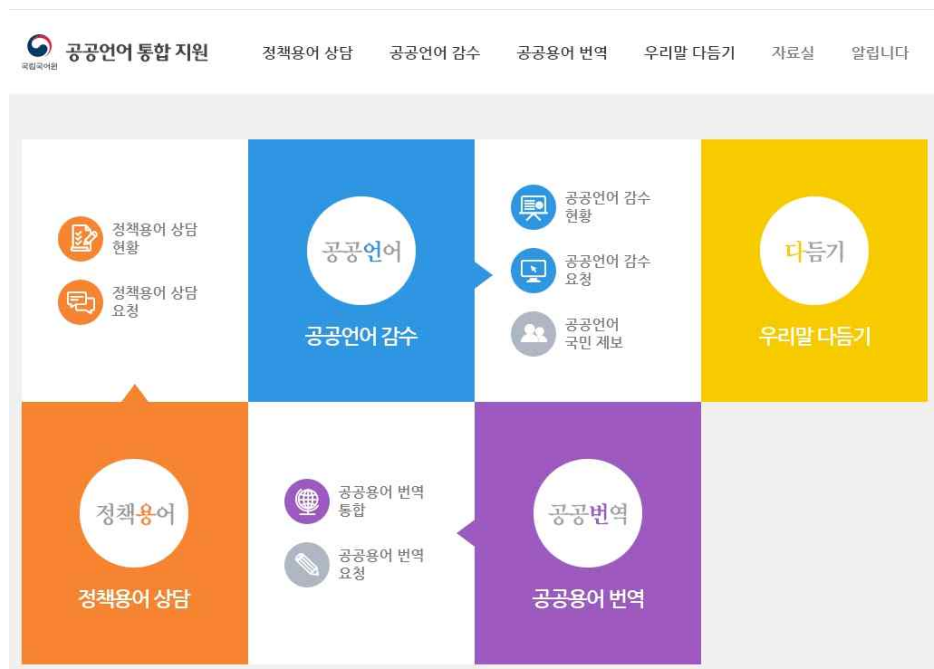 국립국어원
공공언어 통합 지원
정책용어 상담
공공언어 감수
공공용어 번역
우리말 다듬기
자료실
알립니다
정책용어 상담
현황
정책용어 상담
요청
공공언어
공공언어 감수
공공언어 감수
현황
공공언어 감수
요청
공공언어
국민 제보
다듬기
우리말 다듬기
정책용어
정책용어 상담
공공용어 번역
통합
공공용어 번역
요청
공공번역
공공용어 번역